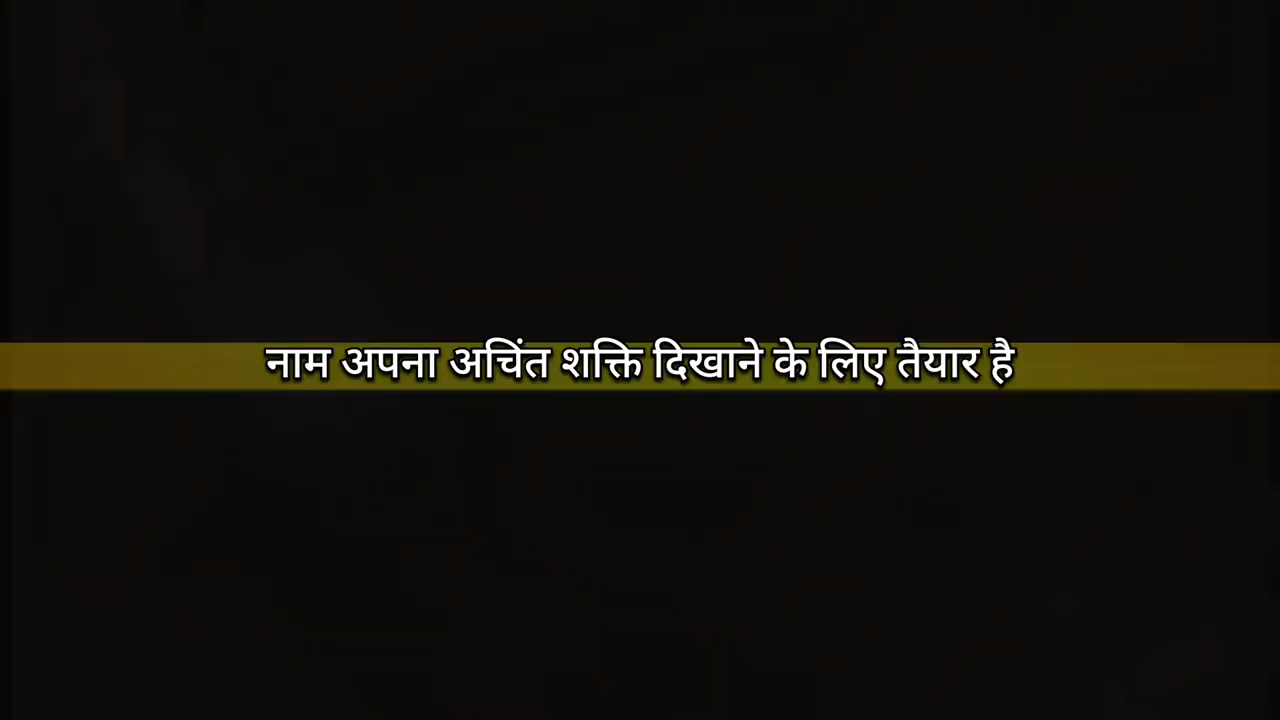 नाम अपना अचिंत शक्ति दिखाने के लिए तैयार है